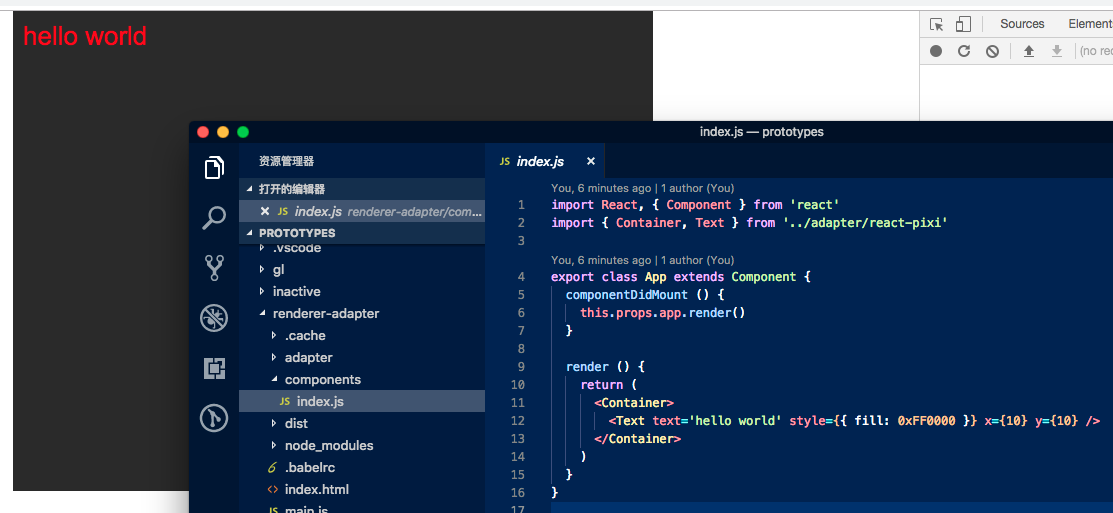 hello world
Sources
Elements
(no rec
index.js — prototypes
资源管理器
打开的编辑器
JS index.js renderer-adapter/com...
PROTOTYPES
.vscode
gl
inactive
renderer-adapter
.cache
adapter
components
JS index.js
dist
node_modules
.babelrc
index.html
JS main.js
JS index.js
You, 6 minutes ago | 1 author (You)
1 import React, { Component } from 'react'
2 import { Container, Text } from '../adapter/react-pixi'
3
You, 6 minutes ago | 1 author (You)
4 export class App extends Component {
5 componentDidMount () {
6 this.props.app.render()
7 }
8
9 render () {
10 return (
11 <Container>
12 <Text text='hello world' style={{ fill: 0xFF0000 }} x={10} y={10} />
13 </Container>
14 )
15 }
16 }
17